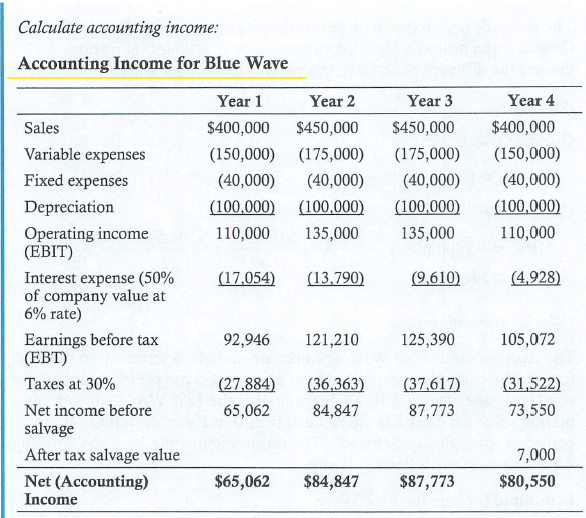 Calculate accounting income:
Accounting Income for Blue Wave
Year 1 Year 2 Year 3 Year 4
Sales $400,000 $450,000 $450,000 $400,000
Variable expenses (150,000) (175,000) (175,000) (150,000)
Fixed expenses (40,000) (40,000) (40,000) (40,000)
Depreciation (100,000) (100,000) (100,000) (100,000)
Operating income 110,000 135,000 135,000 110,000
(EBIT)
Interest expense (50% (17,054) (13,790) (9,610) (4,928)
of company value at
6% rate)
Earnings before tax 92,946 121,210 125,390 105,072
(EBT)
Taxes at 30% (27,884) (36,363) (37,617) (31,522)
Net income before 65,062 84,847 87,773 73,550
salvage
After tax salvage value 7,000
Net (Accounting) $65,062 $84,847 $87,773 $80,550
Income